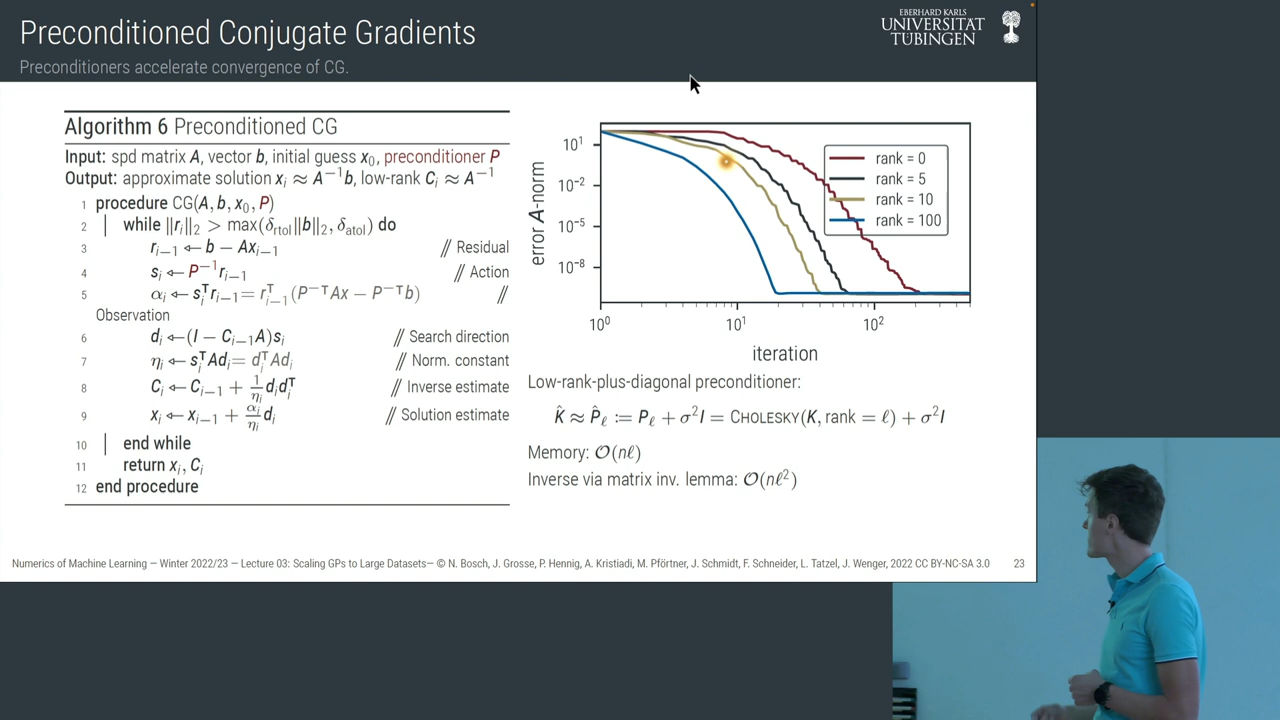 Preconditioned Conjugate Gradients
Preconditioners accelerate convergence of CG.
EBERHARD KARLS
UNIVERSITÄT
TÜBINGEN
Algorithm 6 Preconditioned CG
Input: spd matrix A, vector b, initial guess x₀, preconditioner P
Output: approximate solution xᵢ ≈ A⁻¹b, low-rank Cᵢ ≈ A⁻¹
1 procedure CG(A, b, x₀, P)
2 while ‖rᵢ‖₂ > max(δ_rtol‖b‖₂, δ_atol) do
3 rᵢ₋₁ ← b − Axᵢ₋₁ // Residual
4 sᵢ ← P⁻¹rᵢ₋₁ // Action
5 αᵢ ← sᵢᵀrᵢ₋₁ = rᵢ₋₁ᵀ(P⁻ᵀAx − P⁻ᵀb) //
Observation
6 dᵢ ← (I − Cᵢ₋₁A)sᵢ // Search direction
7 ηᵢ ← sᵢᵀAdᵢ = dᵢᵀAdᵢ // Norm. constant
8 Cᵢ ← Cᵢ₋₁ + 1/ηᵢ dᵢdᵢᵀ // Inverse estimate
9 xᵢ ← xᵢ₋₁ + αᵢ/ηᵢ dᵢ // Solution estimate
10 end while
11 return xᵢ, Cᵢ
12 end procedure
error A-norm
10¹
10⁻²
10⁻⁵
10⁻⁸
rank = 0
rank = 5
rank = 10
rank = 100
10⁰ 10¹ 10²
iteration
Low-rank-plus-diagonal preconditioner:
K̂ ≈ P̂_ℓ := P_ℓ + σ²I = CHOLESKY(K, rank = ℓ) + σ²I
Memory: O(nℓ)
Inverse via matrix inv. lemma: O(nℓ²)
Numerics of Machine Learning — Winter 2022/23 — Lecture 03: Scaling GPs to Large Datasets— © N. Bosch, J. Grosse, P. Hennig, A. Kristiadi, M. Pförtner, J. Schmidt, F. Schneider, L. Tatzel, J. Wenger, 2022 CC BY-NC-SA 3.0 23